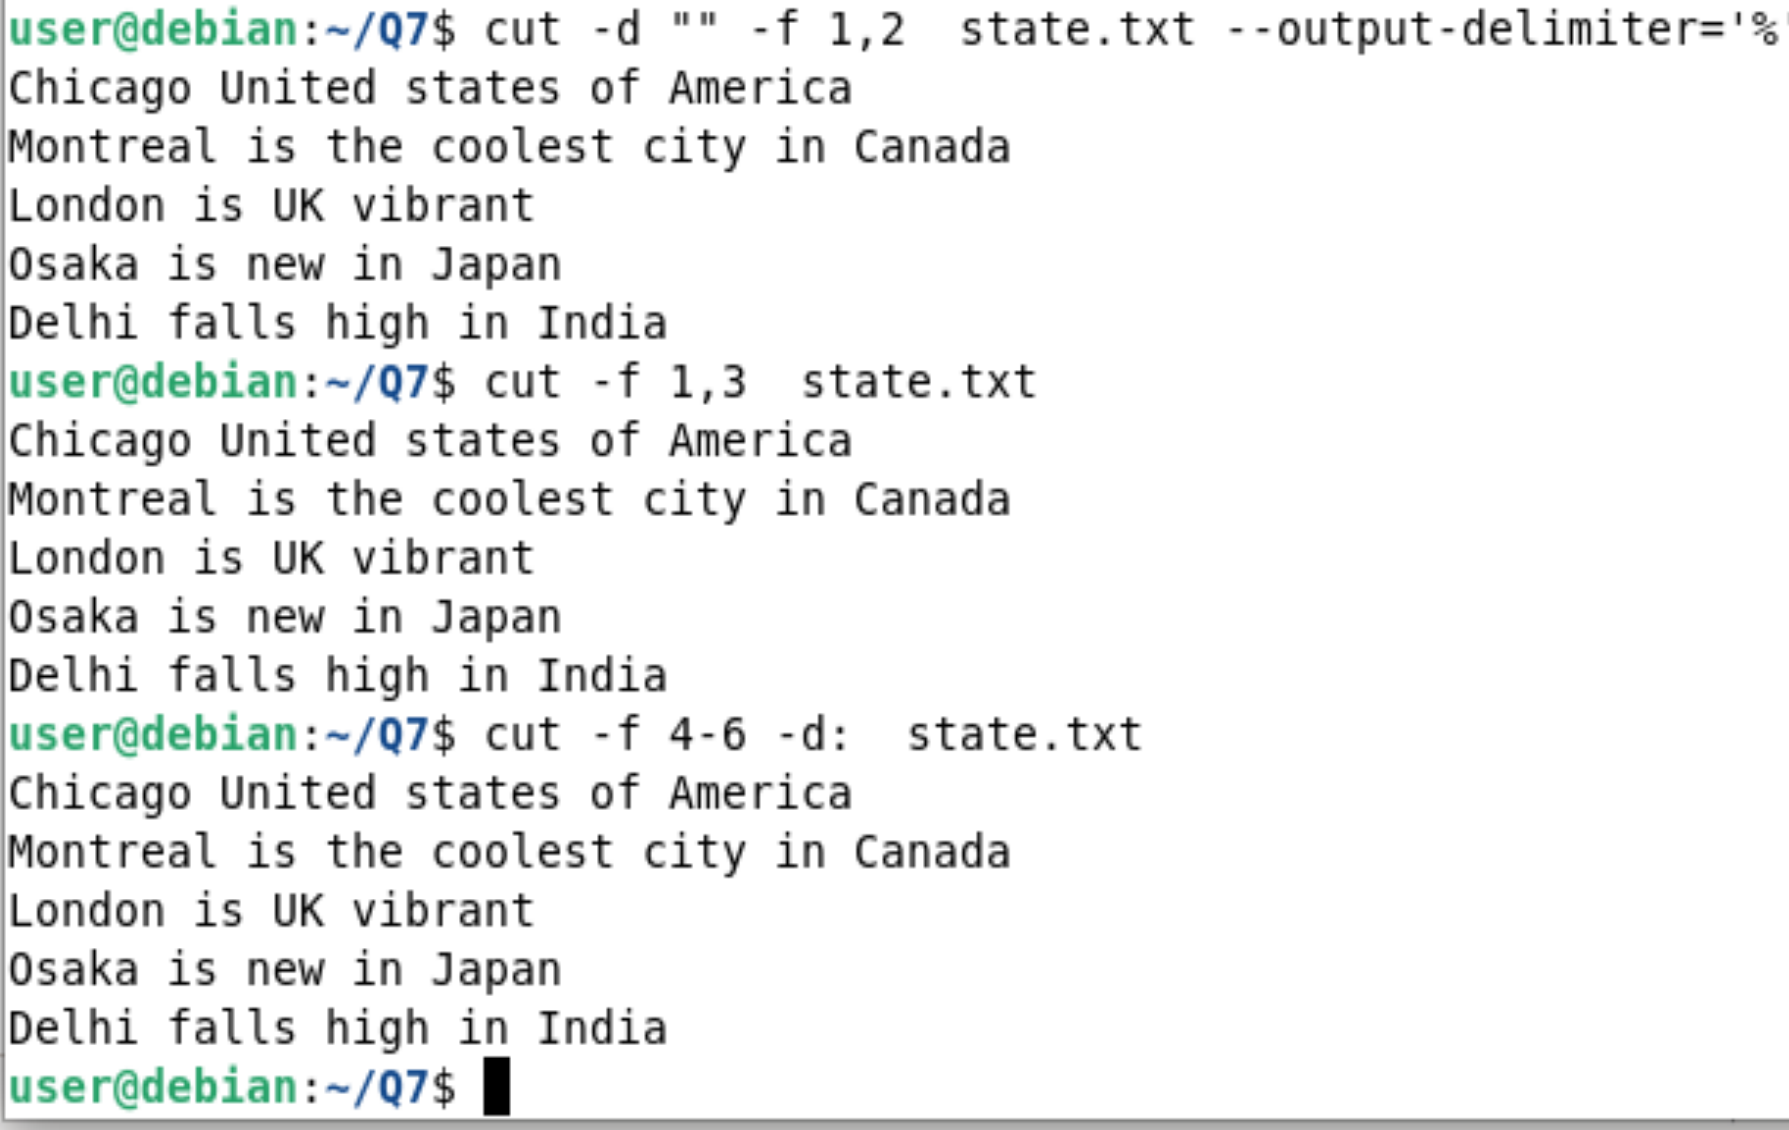 user@debian:~/Q7$ cut -d "" -f 1,2  state.txt --output-delimiter='%'
Chicago United states of America
Montreal is the coolest city in Canada
London is UK vibrant
Osaka is new in Japan
Delhi falls high in India
user@debian:~/Q7$ cut -f 1,3  state.txt
Chicago United states of America
Montreal is the coolest city in Canada
London is UK vibrant
Osaka is new in Japan
Delhi falls high in India
user@debian:~/Q7$ cut -f 4-6 -d:  state.txt
Chicago United states of America
Montreal is the coolest city in Canada
London is UK vibrant
Osaka is new in Japan
Delhi falls high in India
user@debian:~/Q7$